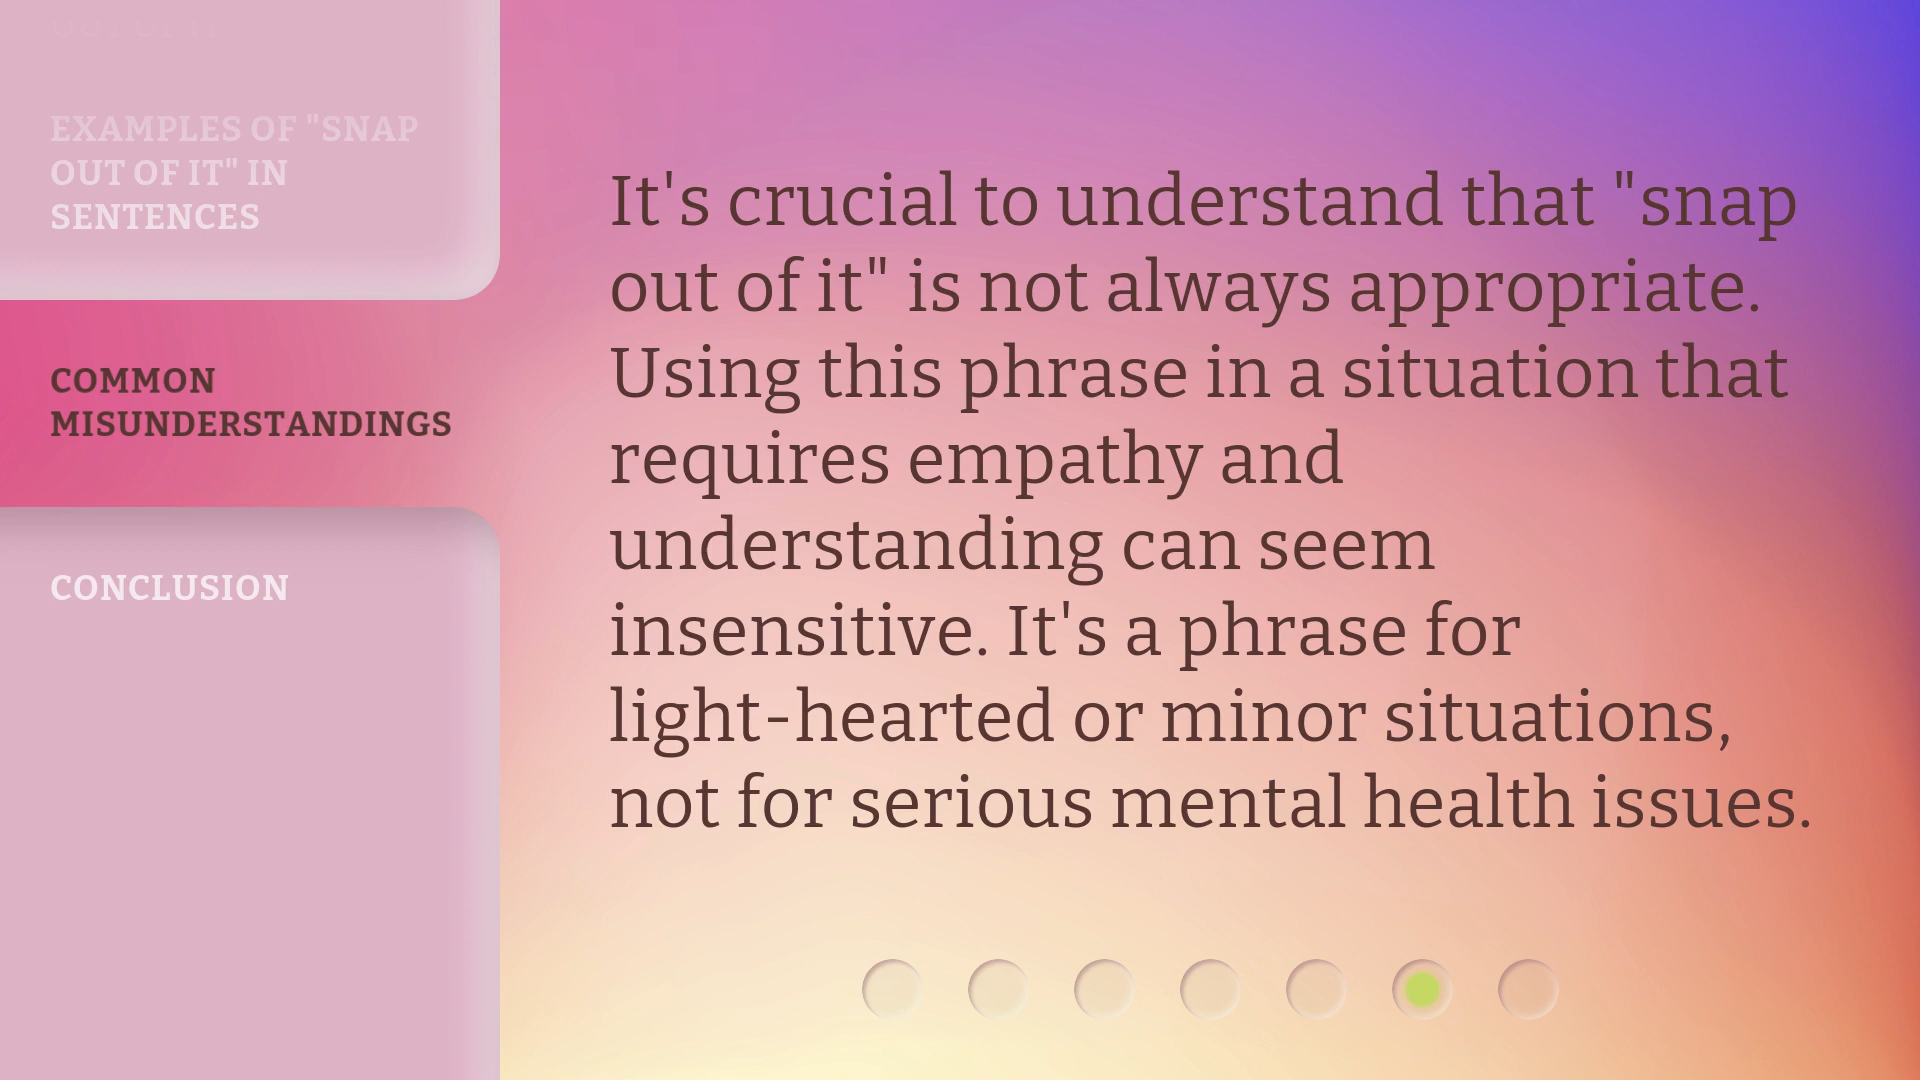 EXAMPLES OF "SNAP
OUT OF IT" IN
SENTENCES
COMMON
MISUNDERSTANDINGS
CONCLUSION
It's crucial to understand that "snap
out of it" is not always appropriate.
Using this phrase in a situation that
requires empathy and
understanding can seem
insensitive. It's a phrase for
light-hearted or minor situations,
not for serious mental health issues.